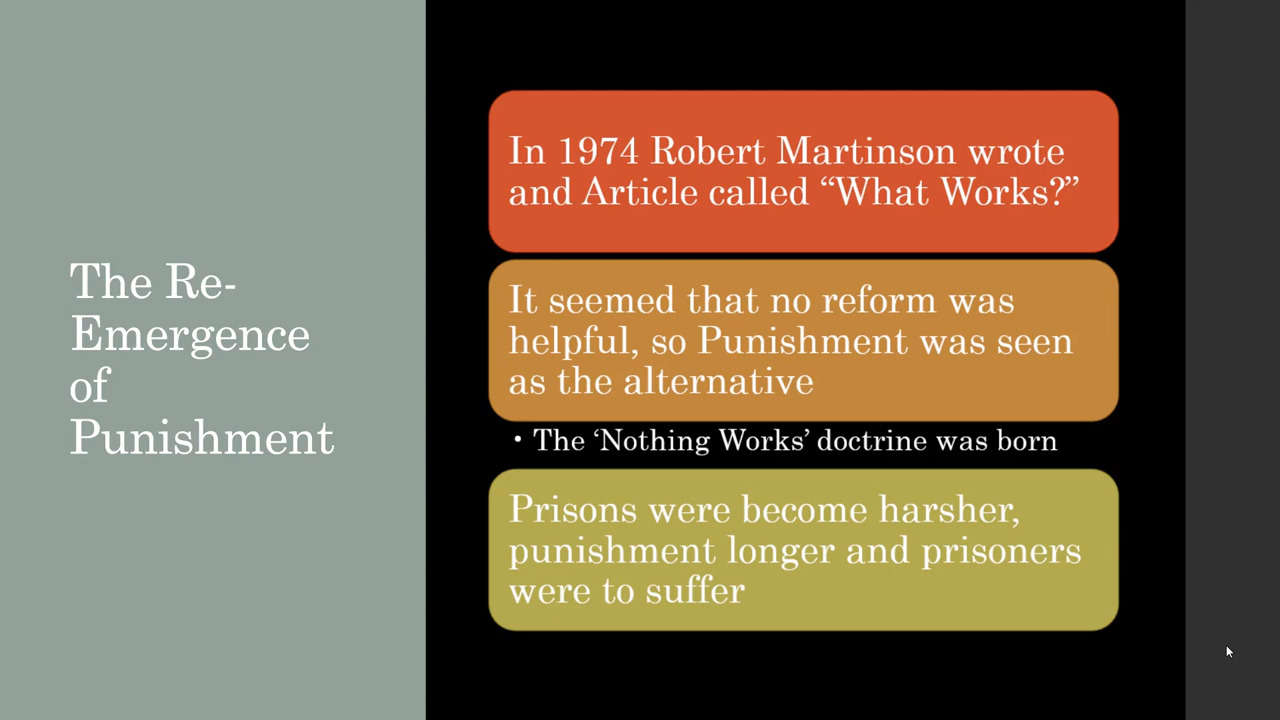 The Re-
Emergence
of
Punishment
In 1974 Robert Martinson wrote
and Article called “What Works?”
It seemed that no reform was
helpful, so Punishment was seen
as the alternative
• The ‘Nothing Works’ doctrine was born
Prisons were become harsher,
punishment longer and prisoners
were to suffer